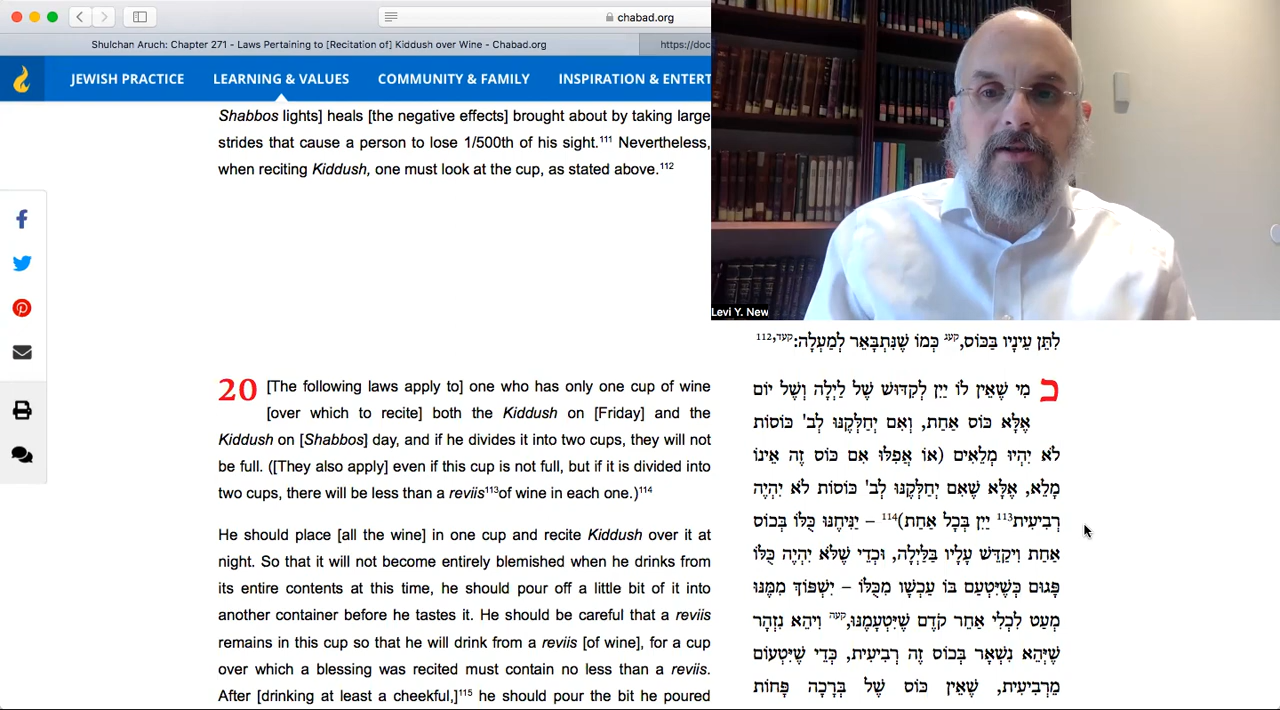 chabad.org
Shulchan Aruch: Chapter 271 - Laws Pertaining to [Recitation of] Kiddush over Wine - Chabad.org
https://doc
JEWISH PRACTICE
LEARNING & VALUES
COMMUNITY & FAMILY
INSPIRATION & ENTERT
Shabbos lights] heals [the negative effects] brought about by taking large
strides that cause a person to lose 1/500th of his sight.111 Nevertheless,
when reciting Kiddush, one must look at the cup, as stated above.112
Levi Y. New
לִתֵּן עֵינָיו בַּכּוֹס,קעג כְּמוֹ שֶׁנִּתְבָּאֵר לְמַעְלָה:קעד,112
20 [The following laws apply to] one who has only one cup of wine
[over which to recite] both the Kiddush on [Friday] and the
Kiddush on [Shabbos] day, and if he divides it into two cups, they will not
be full. ([They also apply] even if this cup is not full, but if it is divided into
two cups, there will be less than a reviis113of wine in each one.)114
He should place [all the wine] in one cup and recite Kiddush over it at
night. So that it will not become entirely blemished when he drinks from
its entire contents at this time, he should pour off a little bit of it into
another container before he tastes it. He should be careful that a reviis
remains in this cup so that he will drink from a reviis [of wine], for a cup
over which a blessing was recited must contain no less than a reviis.
After [drinking at least a cheekful,]115 he should pour the bit he poured
כ מִי שֶׁאֵין לוֹ יַיִן לְקִדּוּשׁ שֶׁל לַיְלָה וְשֶׁל יוֹם
אֶלָּא כּוֹס אַחַת, וְאִם יְחַלְּקֶנּוּ לְב' כּוֹסוֹת
לֹא יִהְיוּ מְלֵאִים (אוֹ אֲפִלּוּ אִם כּוֹס זֶה אֵינוֹ
מָלֵא, אֶלָּא שֶׁאִם יְחַלְּקֶנּוּ לְב' כּוֹסוֹת לֹא יִהְיֶה
רְבִיעִית113 יַיִן בְּכָל אַחַת)114 – יַנִּיחֶנּוּ כֻּלּוֹ בְּכוֹס
אַחַת וִיקַדֵּשׁ עָלָיו בַּלַּיְלָה, וּכְדֵי שֶׁלֹּא יִהְיֶה כֻּלּוֹ
פָּגוּם כְּשֶׁיִּטְעַם בּוֹ עַכְשָׁו מִכֻּלּוֹ – יִשְׁפּוֹךְ מִמֶּנּוּ
מְעַט לִכְלִי אַחֵר קֹדֶם שֶׁיִּטְעָמֶנּוּ,קעה וִיהֵא נִזְהָר
שֶׁיְּהֵא נִשְׁאָר בְּכוֹס זֶה רְבִיעִית, כְּדֵי שֶׁיִּטְעוֹם
מֵרְבִיעִית, שֶׁאֵין כּוֹס שֶׁל בְּרָכָה פָּחוֹת